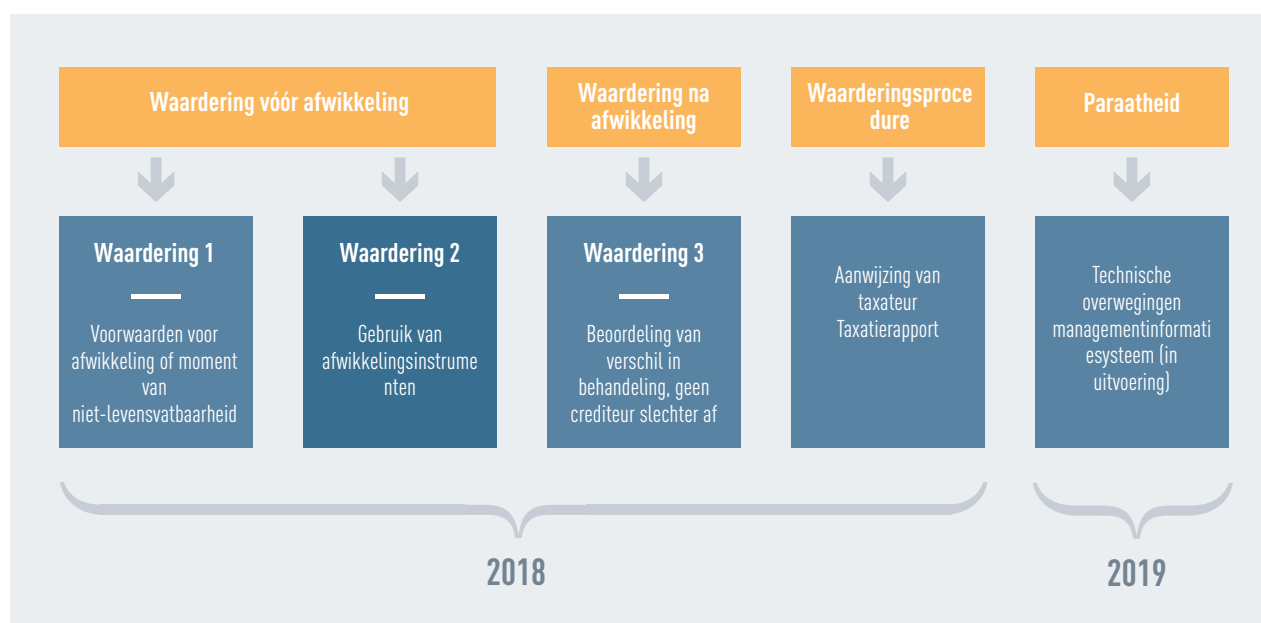 Waardering vóór afwikkeling
Waardering na
afwikkeling
Waarderingsproce
dure
Paraatheid
Waardering 1
Voorwaarden voor
afwikkeling of moment
van
niet-levensvatbaarheid
Waardering 2
Gebruik van
afwikkelingsinstrume
nten
Waardering 3
Beoordeling van
verschil in
behandeling, geen
crediteur slechter af
Aanwijzing van
taxateur
Taxatierapport
Technische
overwegingen
managementinformati
esysteem (in
uitvoering)
2018
2019